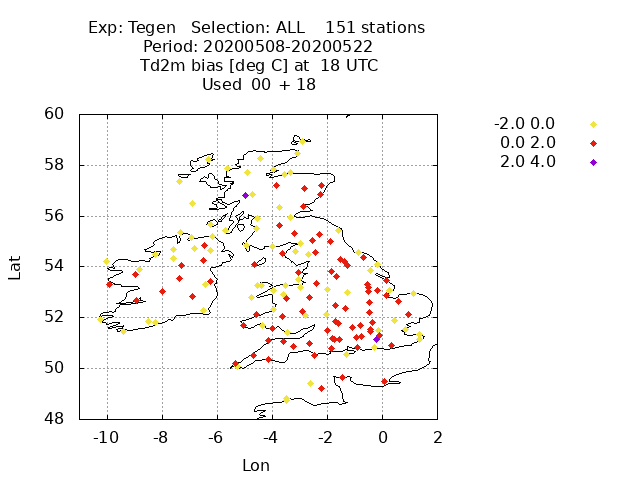 Exp: Tegen Selection: ALL 151 stations
Period: 20200508-20200522
Td2m bias [deg C] at 18 UTC
Used 00 + 18
-2.0 0.0
0.0 2.0
2.0 4.0
60
58
56
54
52
50
48
Lat
-10 -8 -6 -4 -2 0 2
Lon